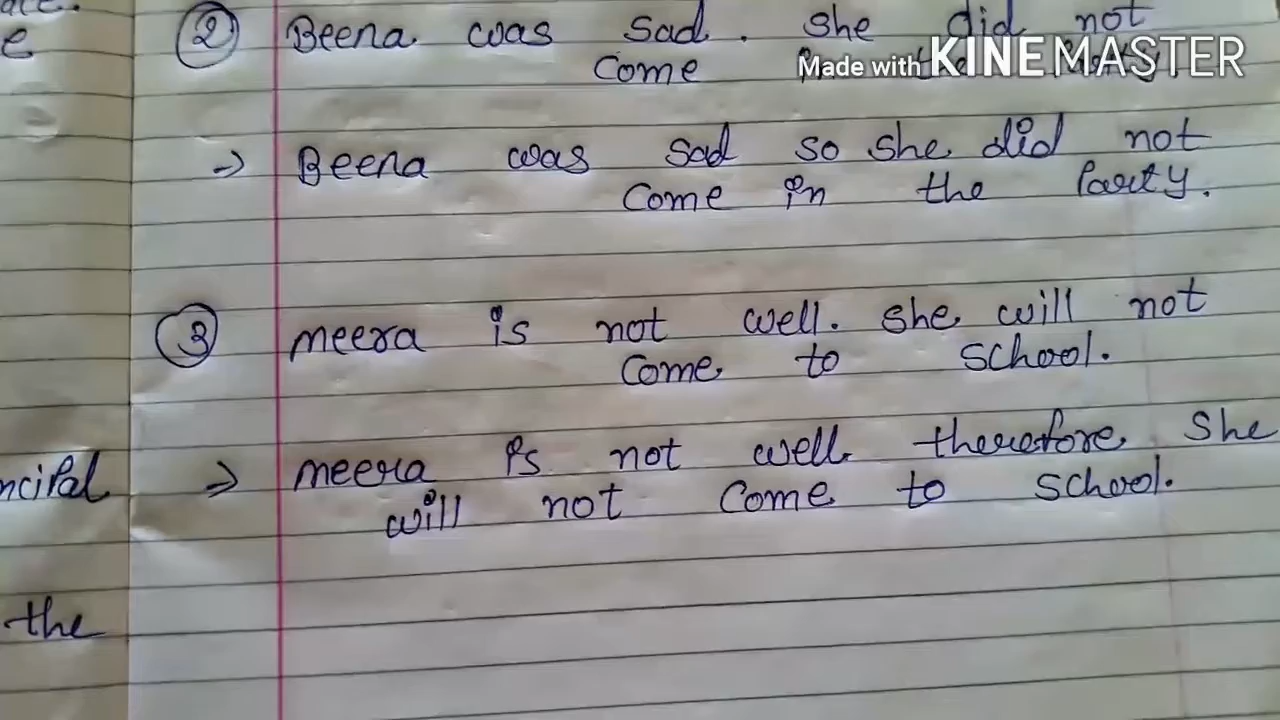 e
② Beena was sad. she did not
come
Made with KINEMASTER
→ Beena was sad so she did not
come in the Party.
③ meera is not well. she will not
come to school.
→ meera is not well therefore she
will not come to school.
ncipal
the